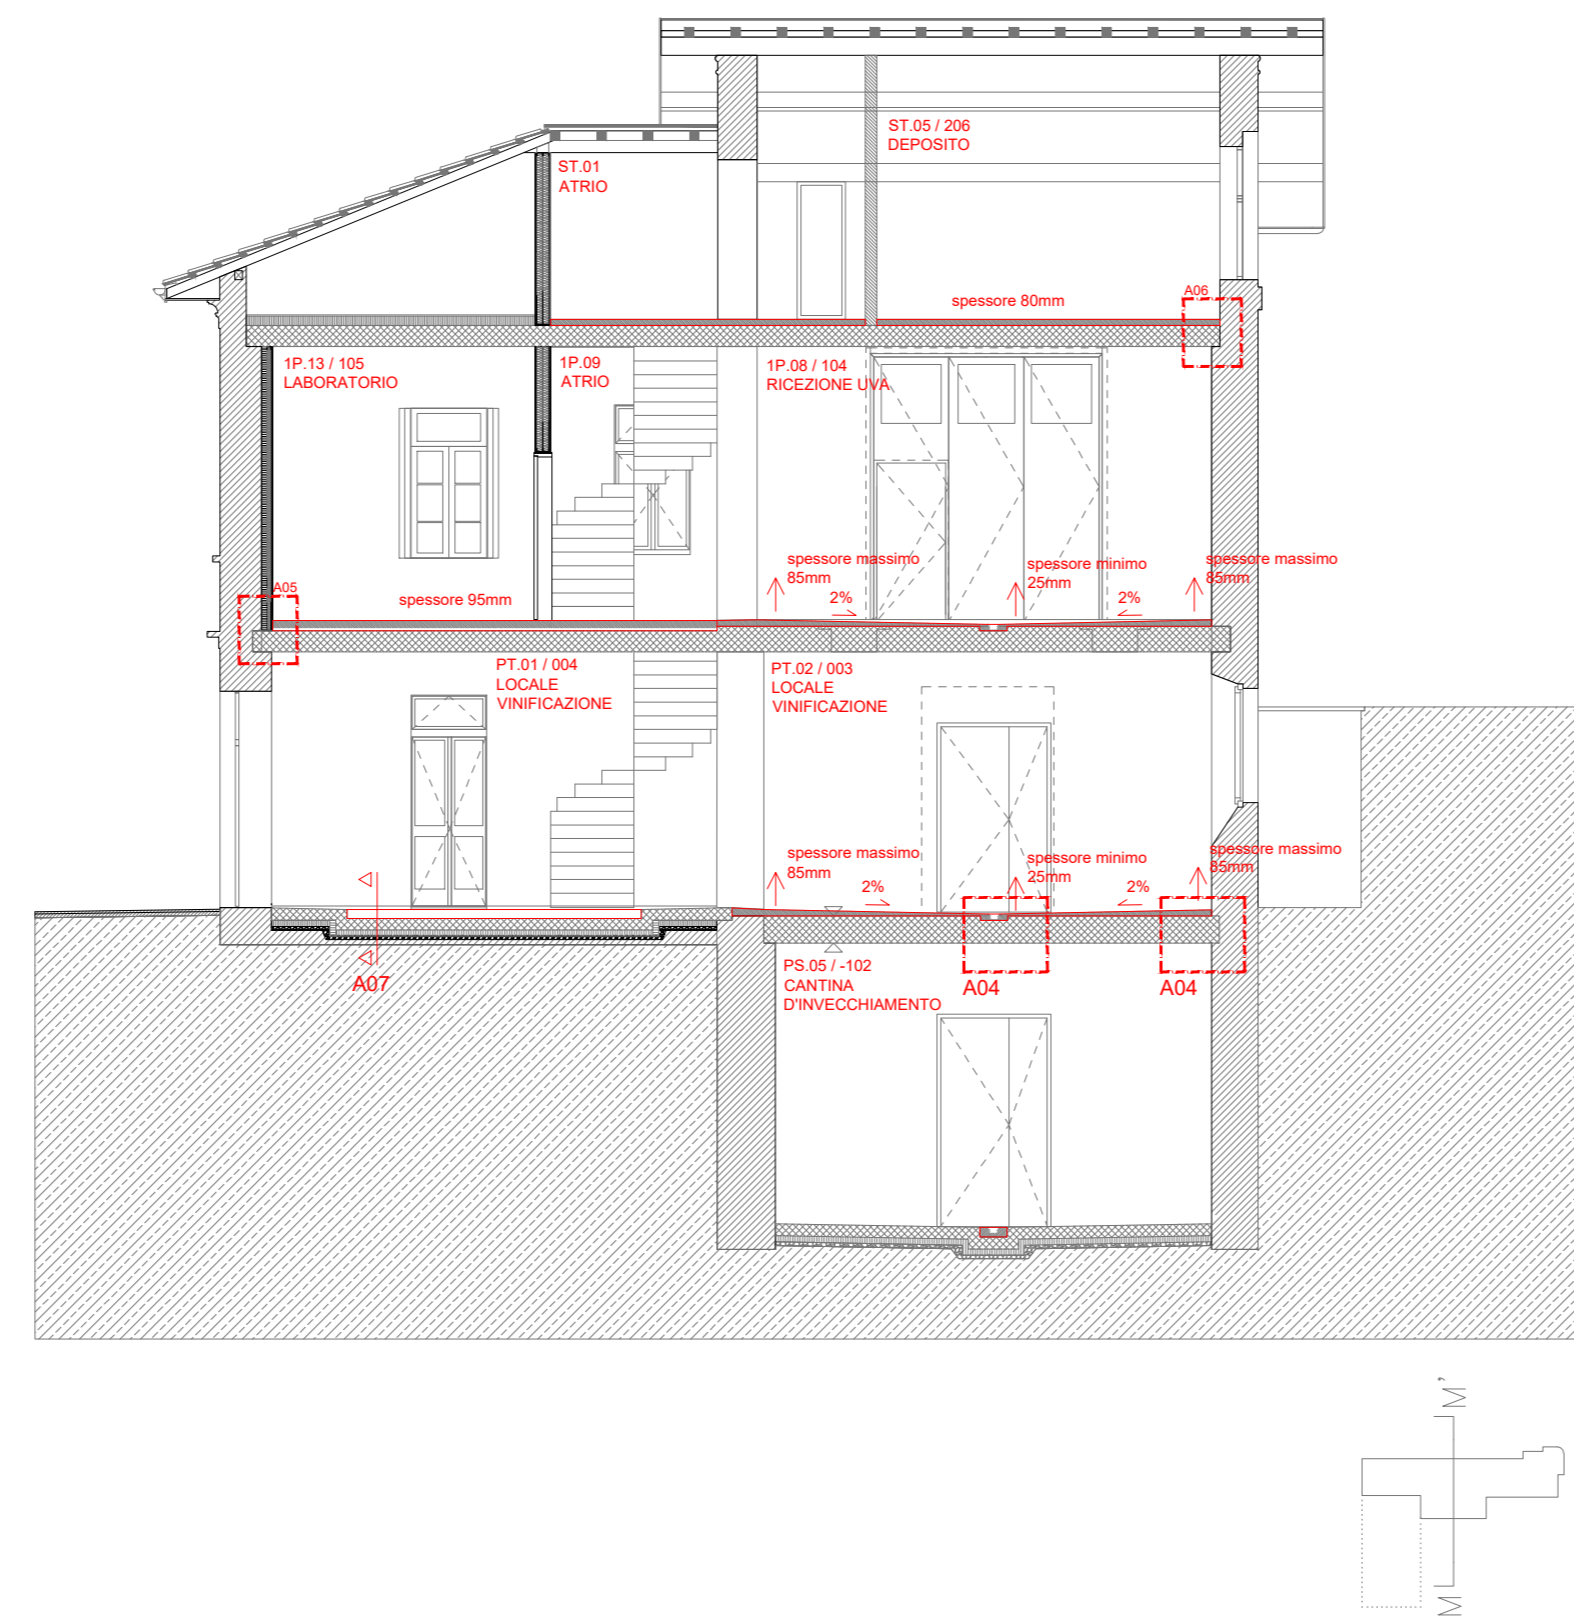 ST.05 / 206
DEPOSITO
ST.01
ATRIO
A06
spessore 80mm
1P.13 / 105
LABORATORIO
1P.09
ATRIO
1P.08 / 104
RICEZIONE UVA
spessore massimo
85mm
spessore minimo
25mm
spessore massimo
85mm
A05
spessore 95mm
2%
2%
PT.01 / 004
LOCALE
VINIFICAZIONE
PT.02 / 003
LOCALE
VINIFICAZIONE
spessore massimo
85mm
spessore minimo
25mm
spessore massimo
85mm
2%
2%
A07
PS.05 / -102
CANTINA
D'INVECCHIAMENTO
A04
A04
M'
M